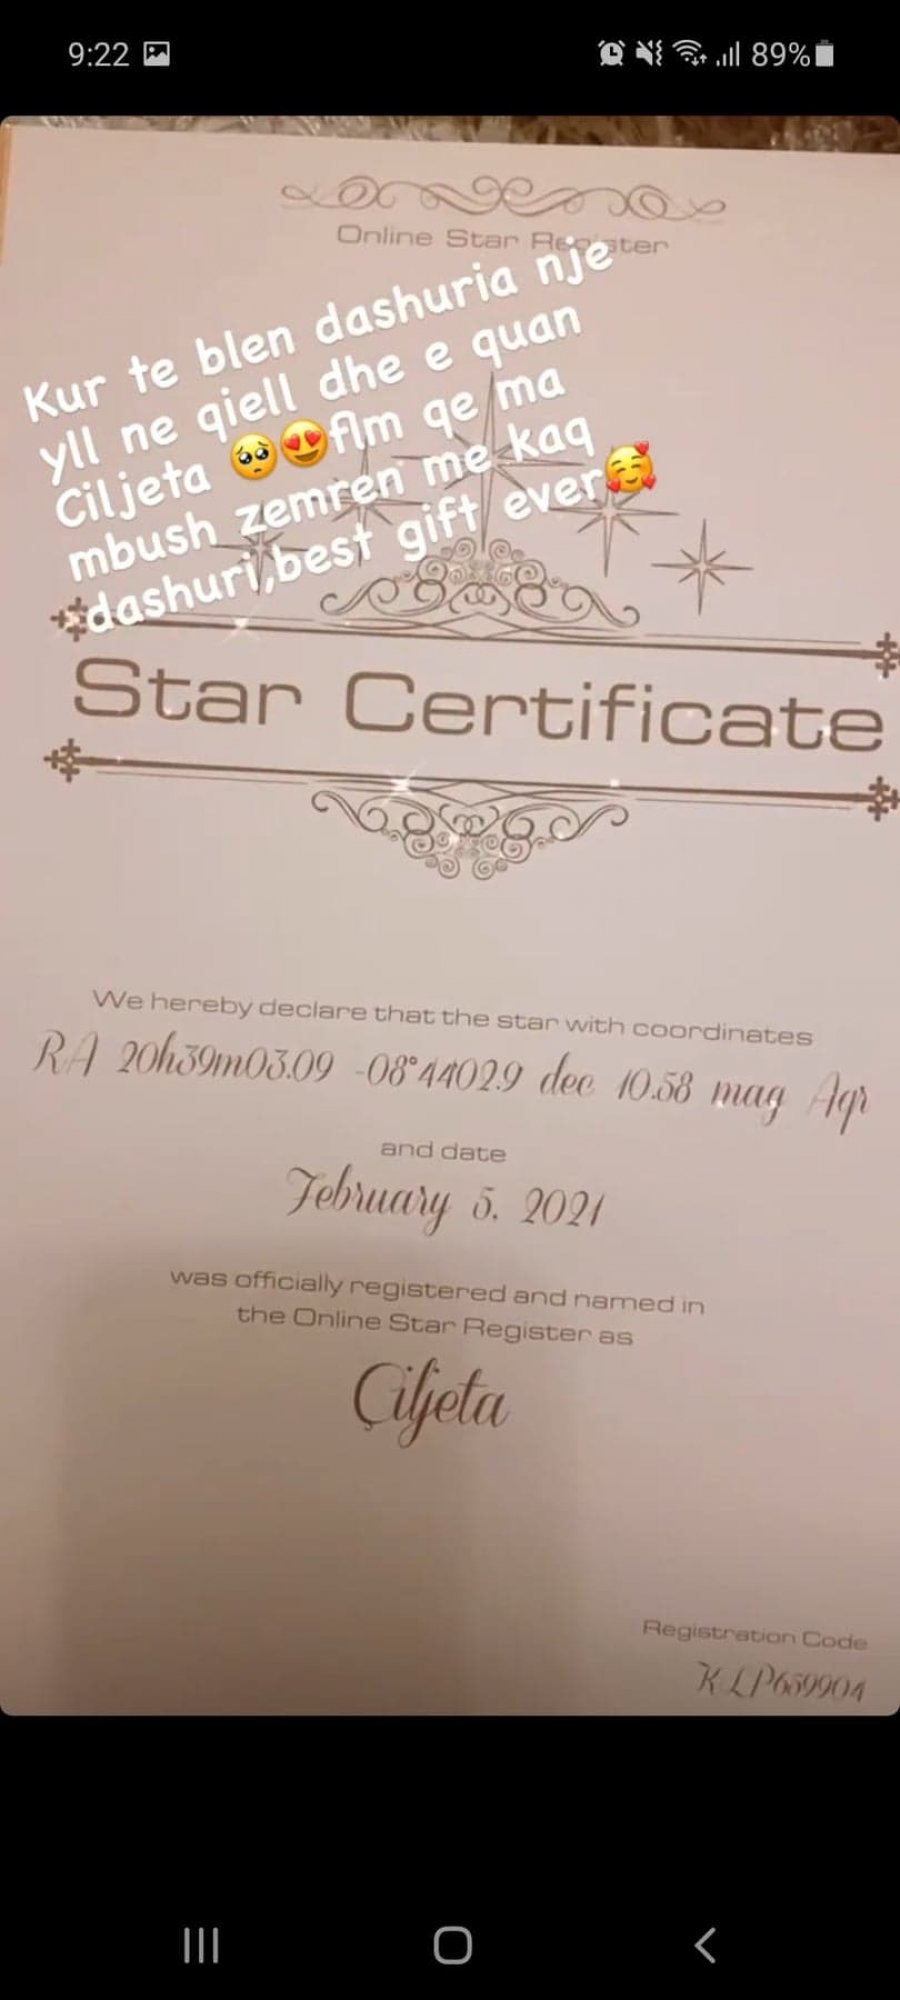 9:22
89%
Online Star Register
Kur te blen dashuria nje
yll ne qiell dhe e quan
Ciljeta 🥺😍flm qe ma
mbush zemren me kaq
dashuri,best gift ever🥰
Star Certificate
We hereby declare that the star with coordinates
RA 20h39m03.09 -08°44'02.9 dec 10.58 mag Aqr
and date
February 5, 2021
was officially registered and named in
the Online Star Register as
Çiljeta
Registration Code
KLP659904